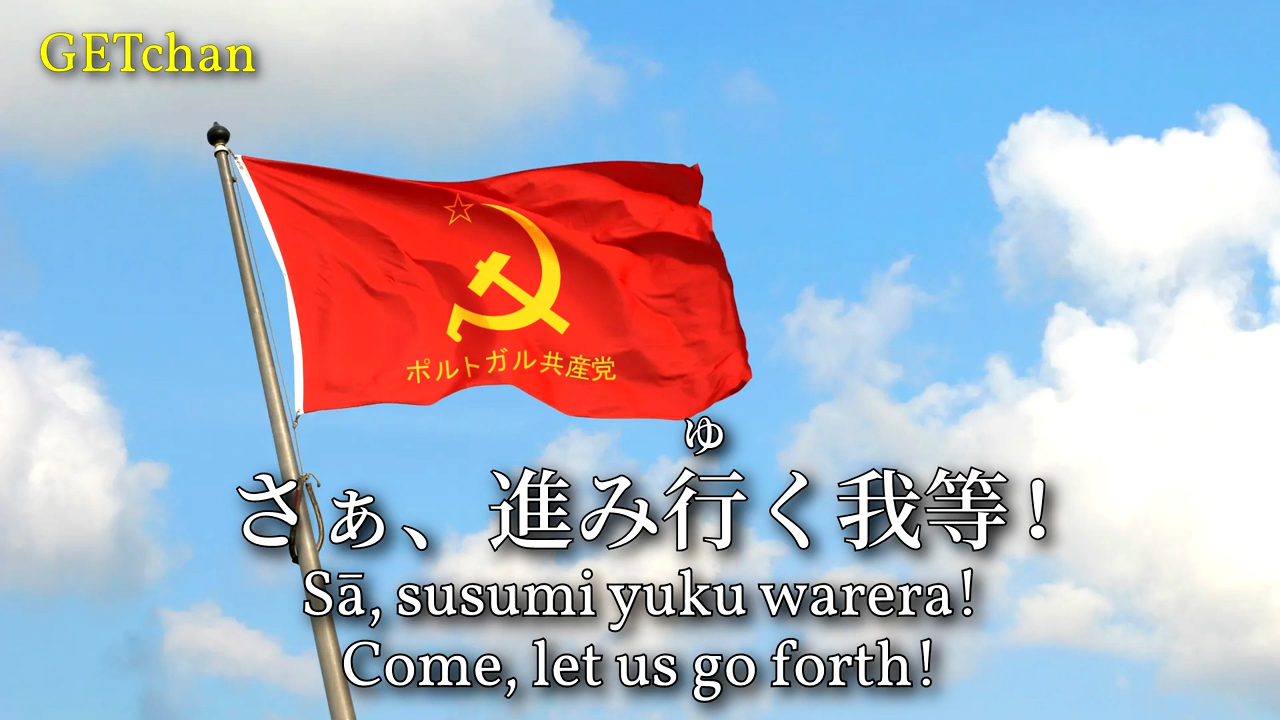 GETchan
ポルトガル共産党
ゆ
さぁ、進み行く我等！
Sā, susumi yuku warera!
Come, let us go forth!